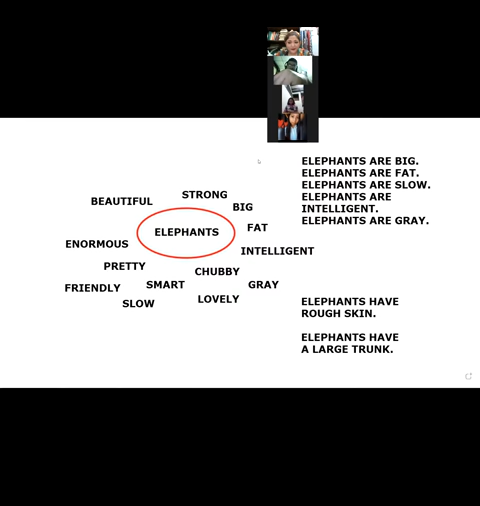 STRONG
BEAUTIFUL
BIG
FAT
ELEPHANTS
ENORMOUS
INTELLIGENT
PRETTY
CHUBBY
FRIENDLY
SMART
GRAY
SLOW
LOVELY
ELEPHANTS ARE BIG.
ELEPHANTS ARE FAT.
ELEPHANTS ARE SLOW.
ELEPHANTS ARE
INTELLIGENT.
ELEPHANTS ARE GRAY.
ELEPHANTS HAVE
ROUGH SKIN.
ELEPHANTS HAVE
A LARGE TRUNK.